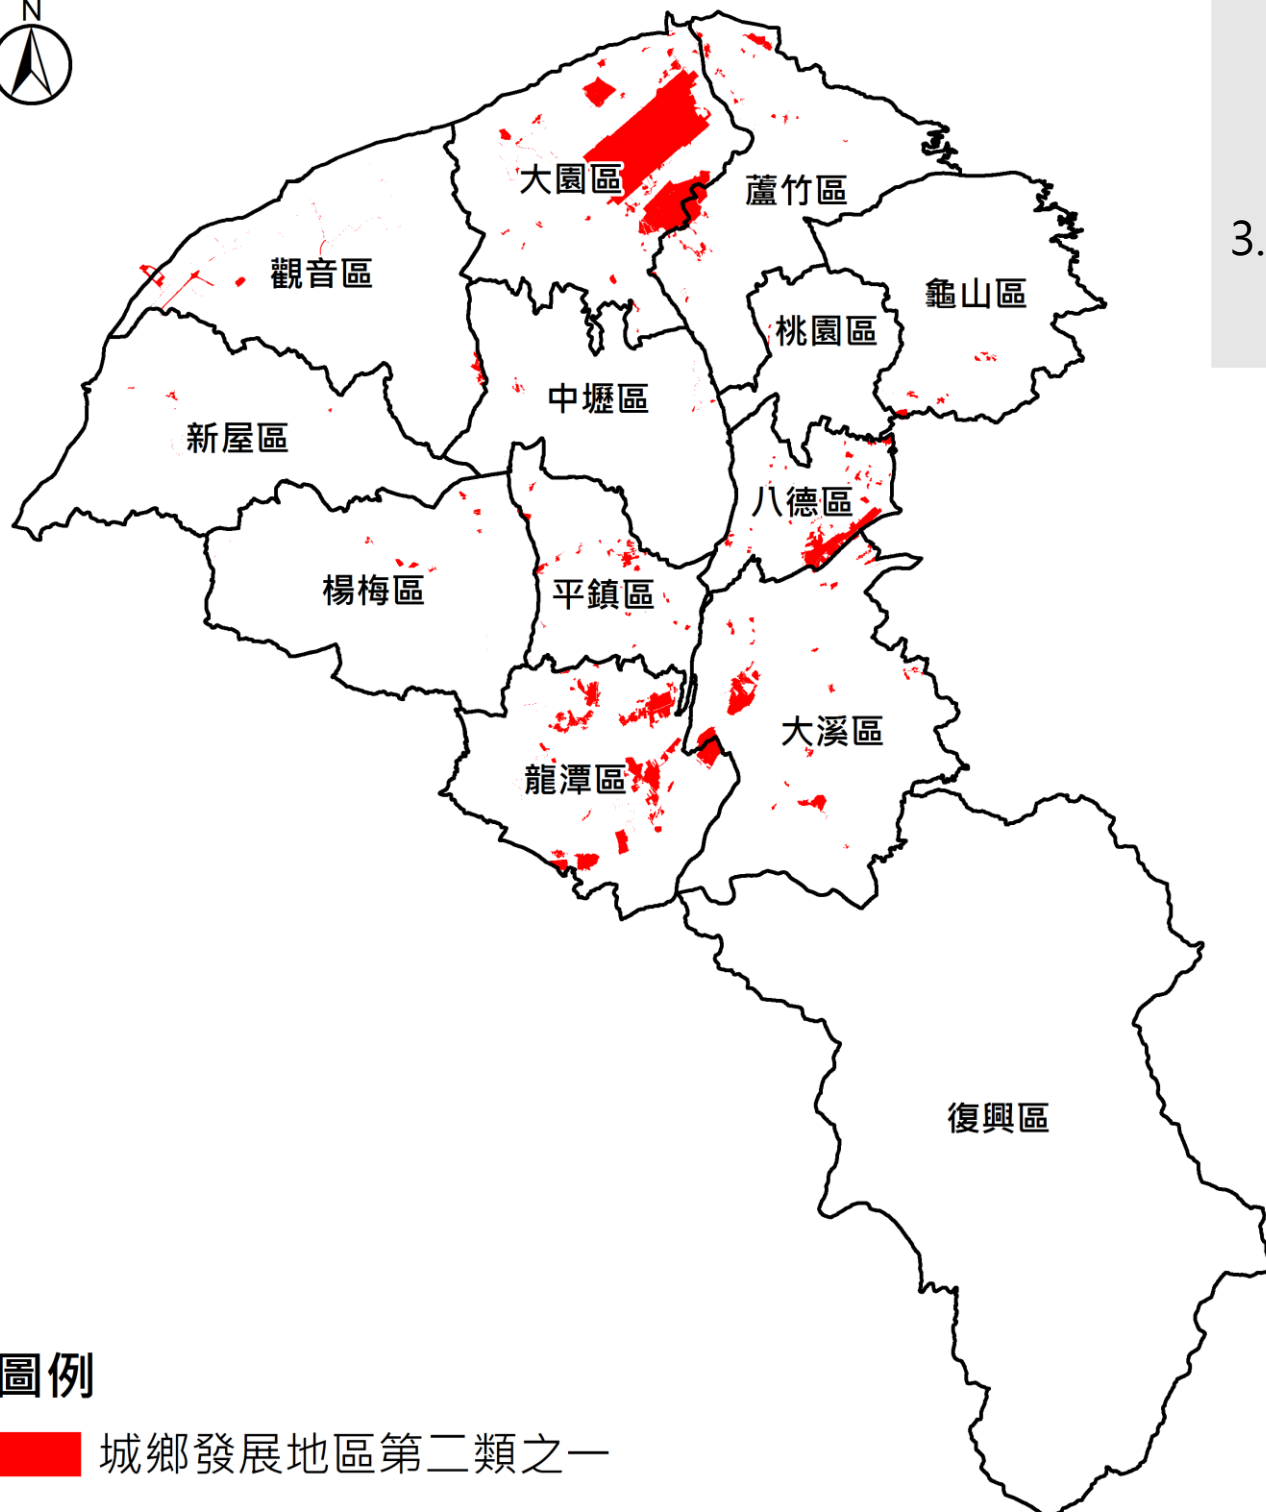 N
3.
大園區
蘆竹區
觀音區
龜山區
桃園區
中壢區
新屋區
八德區
楊梅區
平鎮區
大溪區
龍潭區
復興區
圖例
城鄉發展地區第二類之一